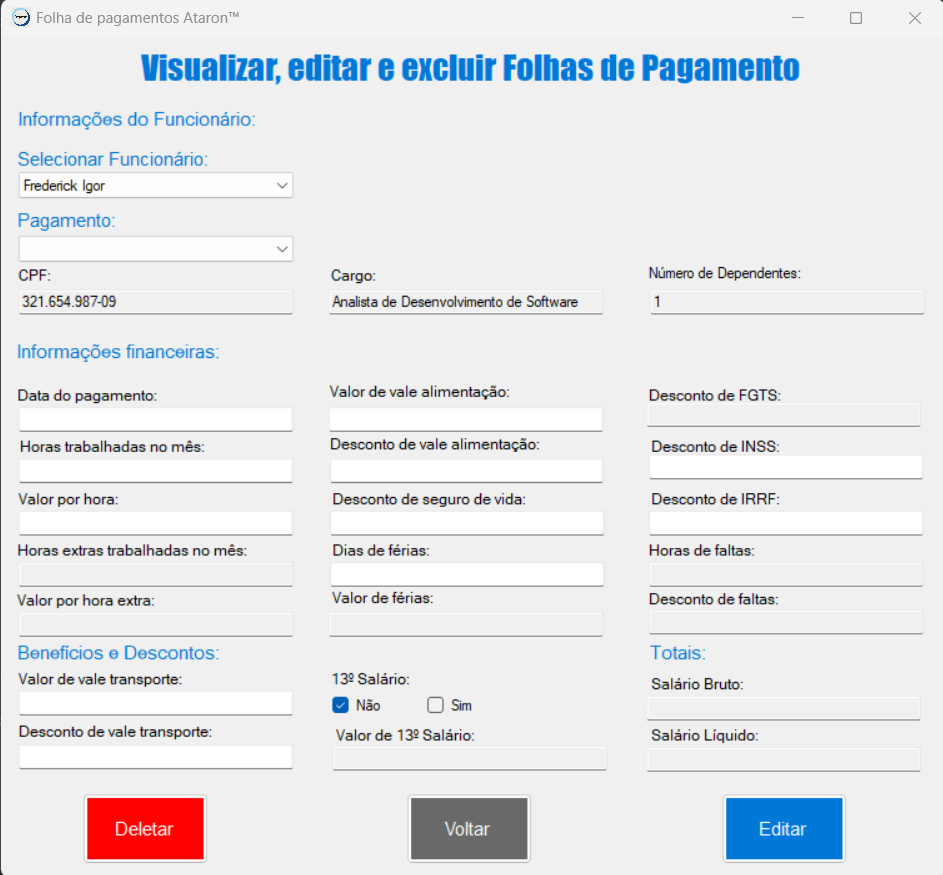 Folha de pagamentos Ataron™
Visualizar, editar e excluir Folhas de Pagamento
Informações do Funcionário:
Selecionar Funcionário:
Frederick Igor
Pagamento:
CPF:
321.654.987-09
Cargo:
Analista de Desenvolvimento de Software
Número de Dependentes:
1
Informações financeiras:
Data do pagamento:
Horas trabalhadas no mês:
Valor por hora:
Horas extras trabalhadas no mês:
Valor por hora extra:
Valor de vale alimentação:
Desconto de vale alimentação:
Desconto de seguro de vida:
Dias de férias:
Valor de férias:
Desconto de FGTS:
Desconto de INSS:
Desconto de IRRF:
Horas de faltas:
Desconto de faltas:
Benefícios e Descontos:
Valor de vale transporte:
Desconto de vale transporte:
13º Salário:
Não
Sim
Valor de 13º Salário:
Totais:
Salário Bruto:
Salário Líquido:
Deletar
Voltar
Editar